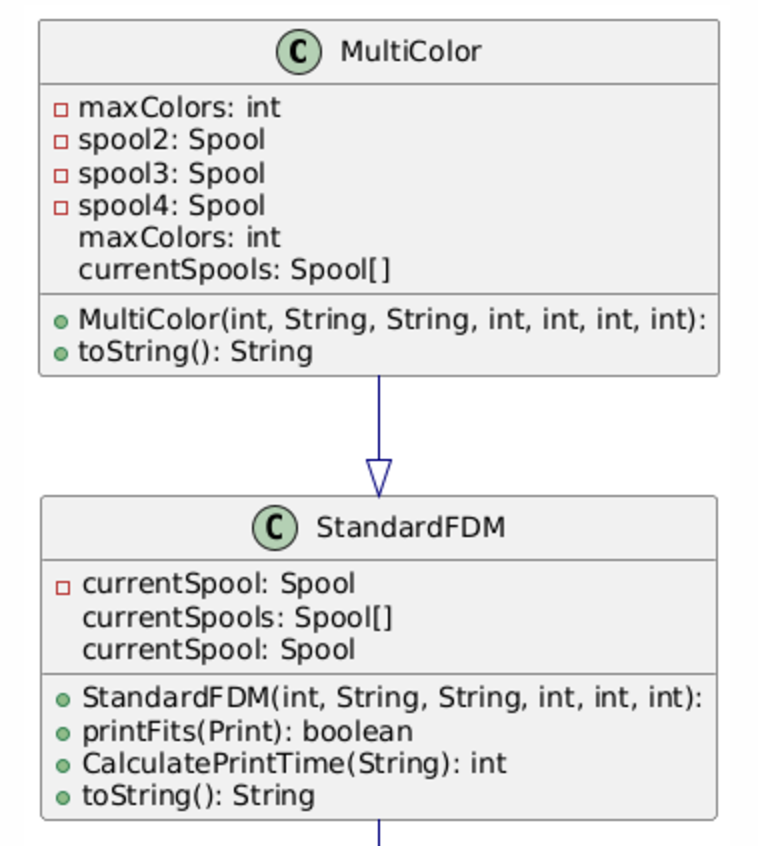 C MultiColor
maxColors: int
spool2: Spool
spool3: Spool
spool4: Spool
maxColors: int
currentSpools: Spool[]
MultiColor(int, String, String, int, int, int, int):
toString(): String
C StandardFDM
currentSpool: Spool
currentSpools: Spool[]
currentSpool: Spool
StandardFDM(int, String, String, int, int, int):
printFits(Print): boolean
CalculatePrintTime(String): int
toString(): String